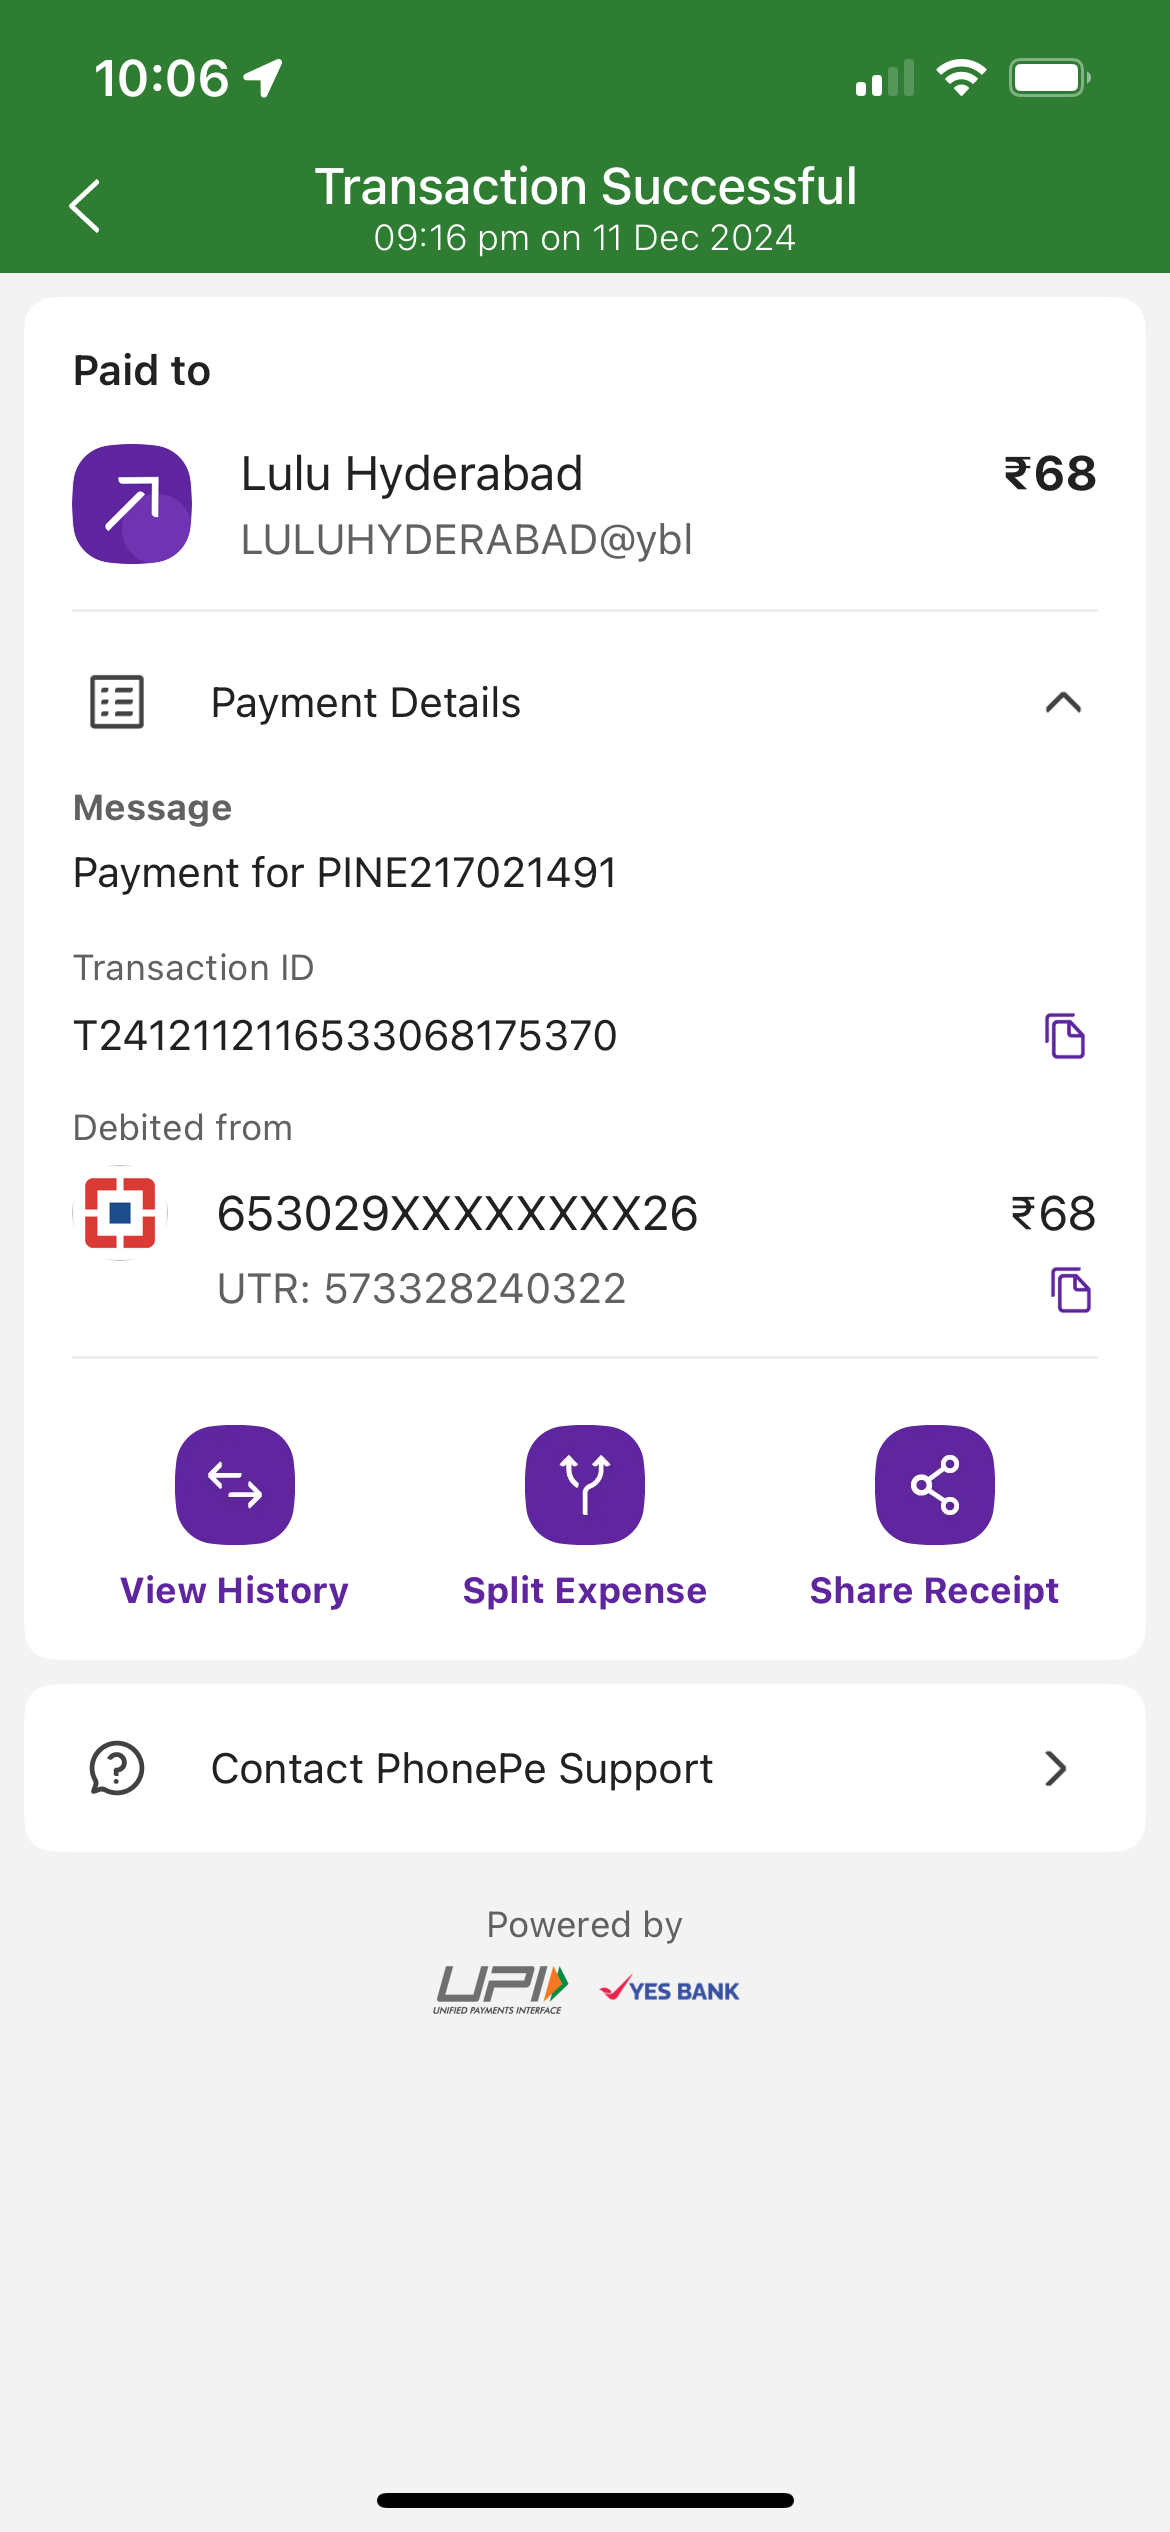 10:06
Transaction Successful
09:16 pm on 11 Dec 2024
Paid to
Lulu Hyderabad ₹68
LULUHYDERABAD@ybl
Payment Details
Message
Payment for PINE217021491
Transaction ID
T2412112116533068175370
Debited from
653029XXXXXXXX26 ₹68
UTR: 573328240322
View History Split Expense Share Receipt
Contact PhonePe Support
Powered by
UPI YES BANK
UNIFIED PAYMENTS INTERFACE